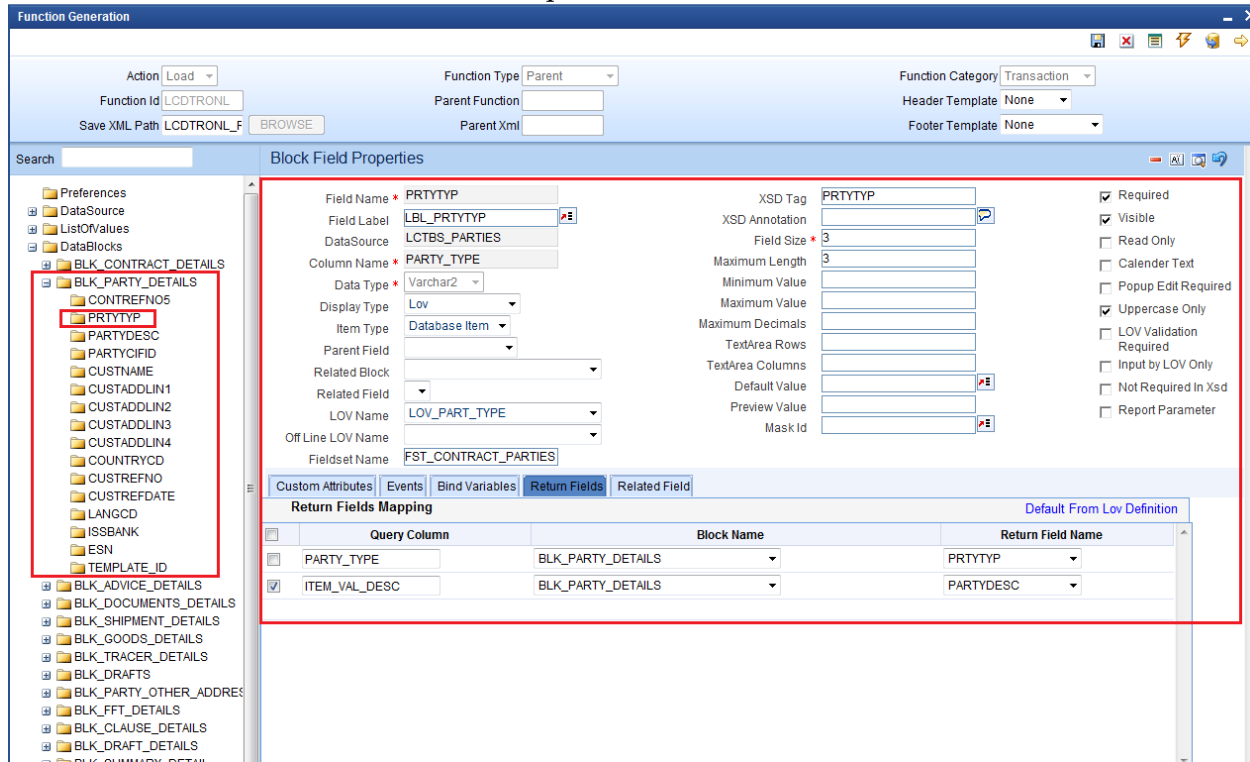 Function Generation
Action Load Function Type Parent Function Category Transaction
Function Id LCDTRONL Parent Function Header Template None
Save XML Path LCDTRONL_F BROWSE Parent Xml Footer Template None
Search Block Field Properties
Preferences
DataSource
ListOfValues
DataBlocks
BLK_CONTRACT_DETAILS
BLK_PARTY_DETAILS
CONTREFNO5
PRTYTYP
PARTYDESC
PARTYCIFID
CUSTNAME
CUSTADDLIN1
CUSTADDLIN2
CUSTADDLIN3
CUSTADDLIN4
COUNTRYCD
CUSTREFNO
CUSTREFDATE
LANGCD
ISSBANK
ESN
TEMPLATE_ID
BLK_ADVICE_DETAILS
BLK_DOCUMENTS_DETAILS
BLK_SHIPMENT_DETAILS
BLK_GOODS_DETAILS
BLK_TRACER_DETAILS
BLK_DRAFTS
BLK_PARTY_OTHER_ADDRES
BLK_FFT_DETAILS
BLK_CLAUSE_DETAILS
BLK_DRAFT_DETAILS
Field Name * PRTYTYP
Field Label LBL_PRTYTYP
DataSource LCTBS_PARTIES
Column Name * PARTY_TYPE
Data Type * Varchar2
Display Type Lov
Item Type Database Item
Parent Field
Related Block
Related Field
LOV Name LOV_PART_TYPE
Off Line LOV Name
Fieldset Name FST_CONTRACT_PARTIES
XSD Tag PRTYTYP
XSD Annotation
Field Size * 3
Maximum Length 3
Minimum Value
Maximum Value
Maximum Decimals
TextArea Rows
TextArea Columns
Default Value
Preview Value
Mask Id
Required
Visible
Read Only
Calender Text
Popup Edit Required
Uppercase Only
LOV Validation
Required
Input by LOV Only
Not Required In Xsd
Report Parameter
Custom Attributes Events Bind Variables Return Fields Related Field
Return Fields Mapping Default From Lov Definition
Query Column Block Name Return Field Name
PARTY_TYPE BLK_PARTY_DETAILS PRTYTYP
ITEM_VAL_DESC BLK_PARTY_DETAILS PARTYDESC